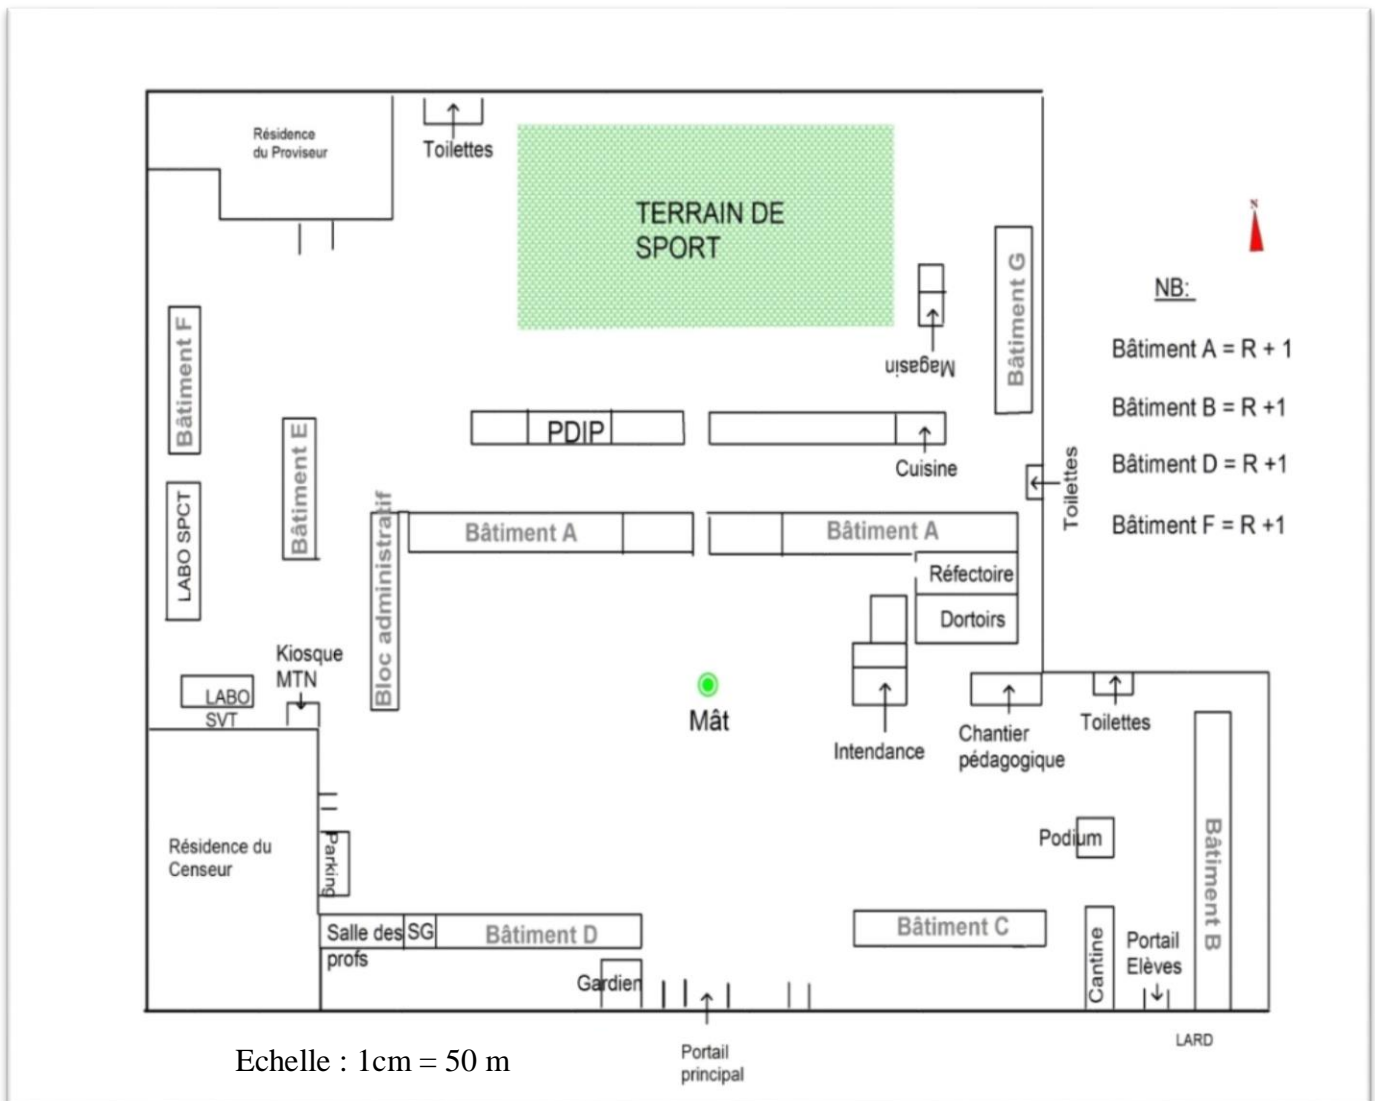 Résidence
du Proviseur
Toilettes
TERRAIN DE
SPORT
N
NB:
Bâtiment G
Magasin
Bâtiment A = R + 1
Bâtiment B = R +1
Bâtiment D = R +1
Bâtiment F = R +1
Bâtiment F
Bâtiment E
PDIP
Cuisine
Toilettes
LABO SPCT
Bloc administratif
Bâtiment A
Bâtiment A
Réfectoire
Dortoirs
Kiosque
MTN
LABO
SVT
Mât
Intendance
Chantier
pédagogique
Toilettes
Résidence du
Censeur
Parking
Podium
Bâtiment B
Salle des
profs
SG
Bâtiment D
Bâtiment C
Gardien
Cantine
Portail
Elèves
Portail
principal
LARD
Echelle : 1cm = 50 m